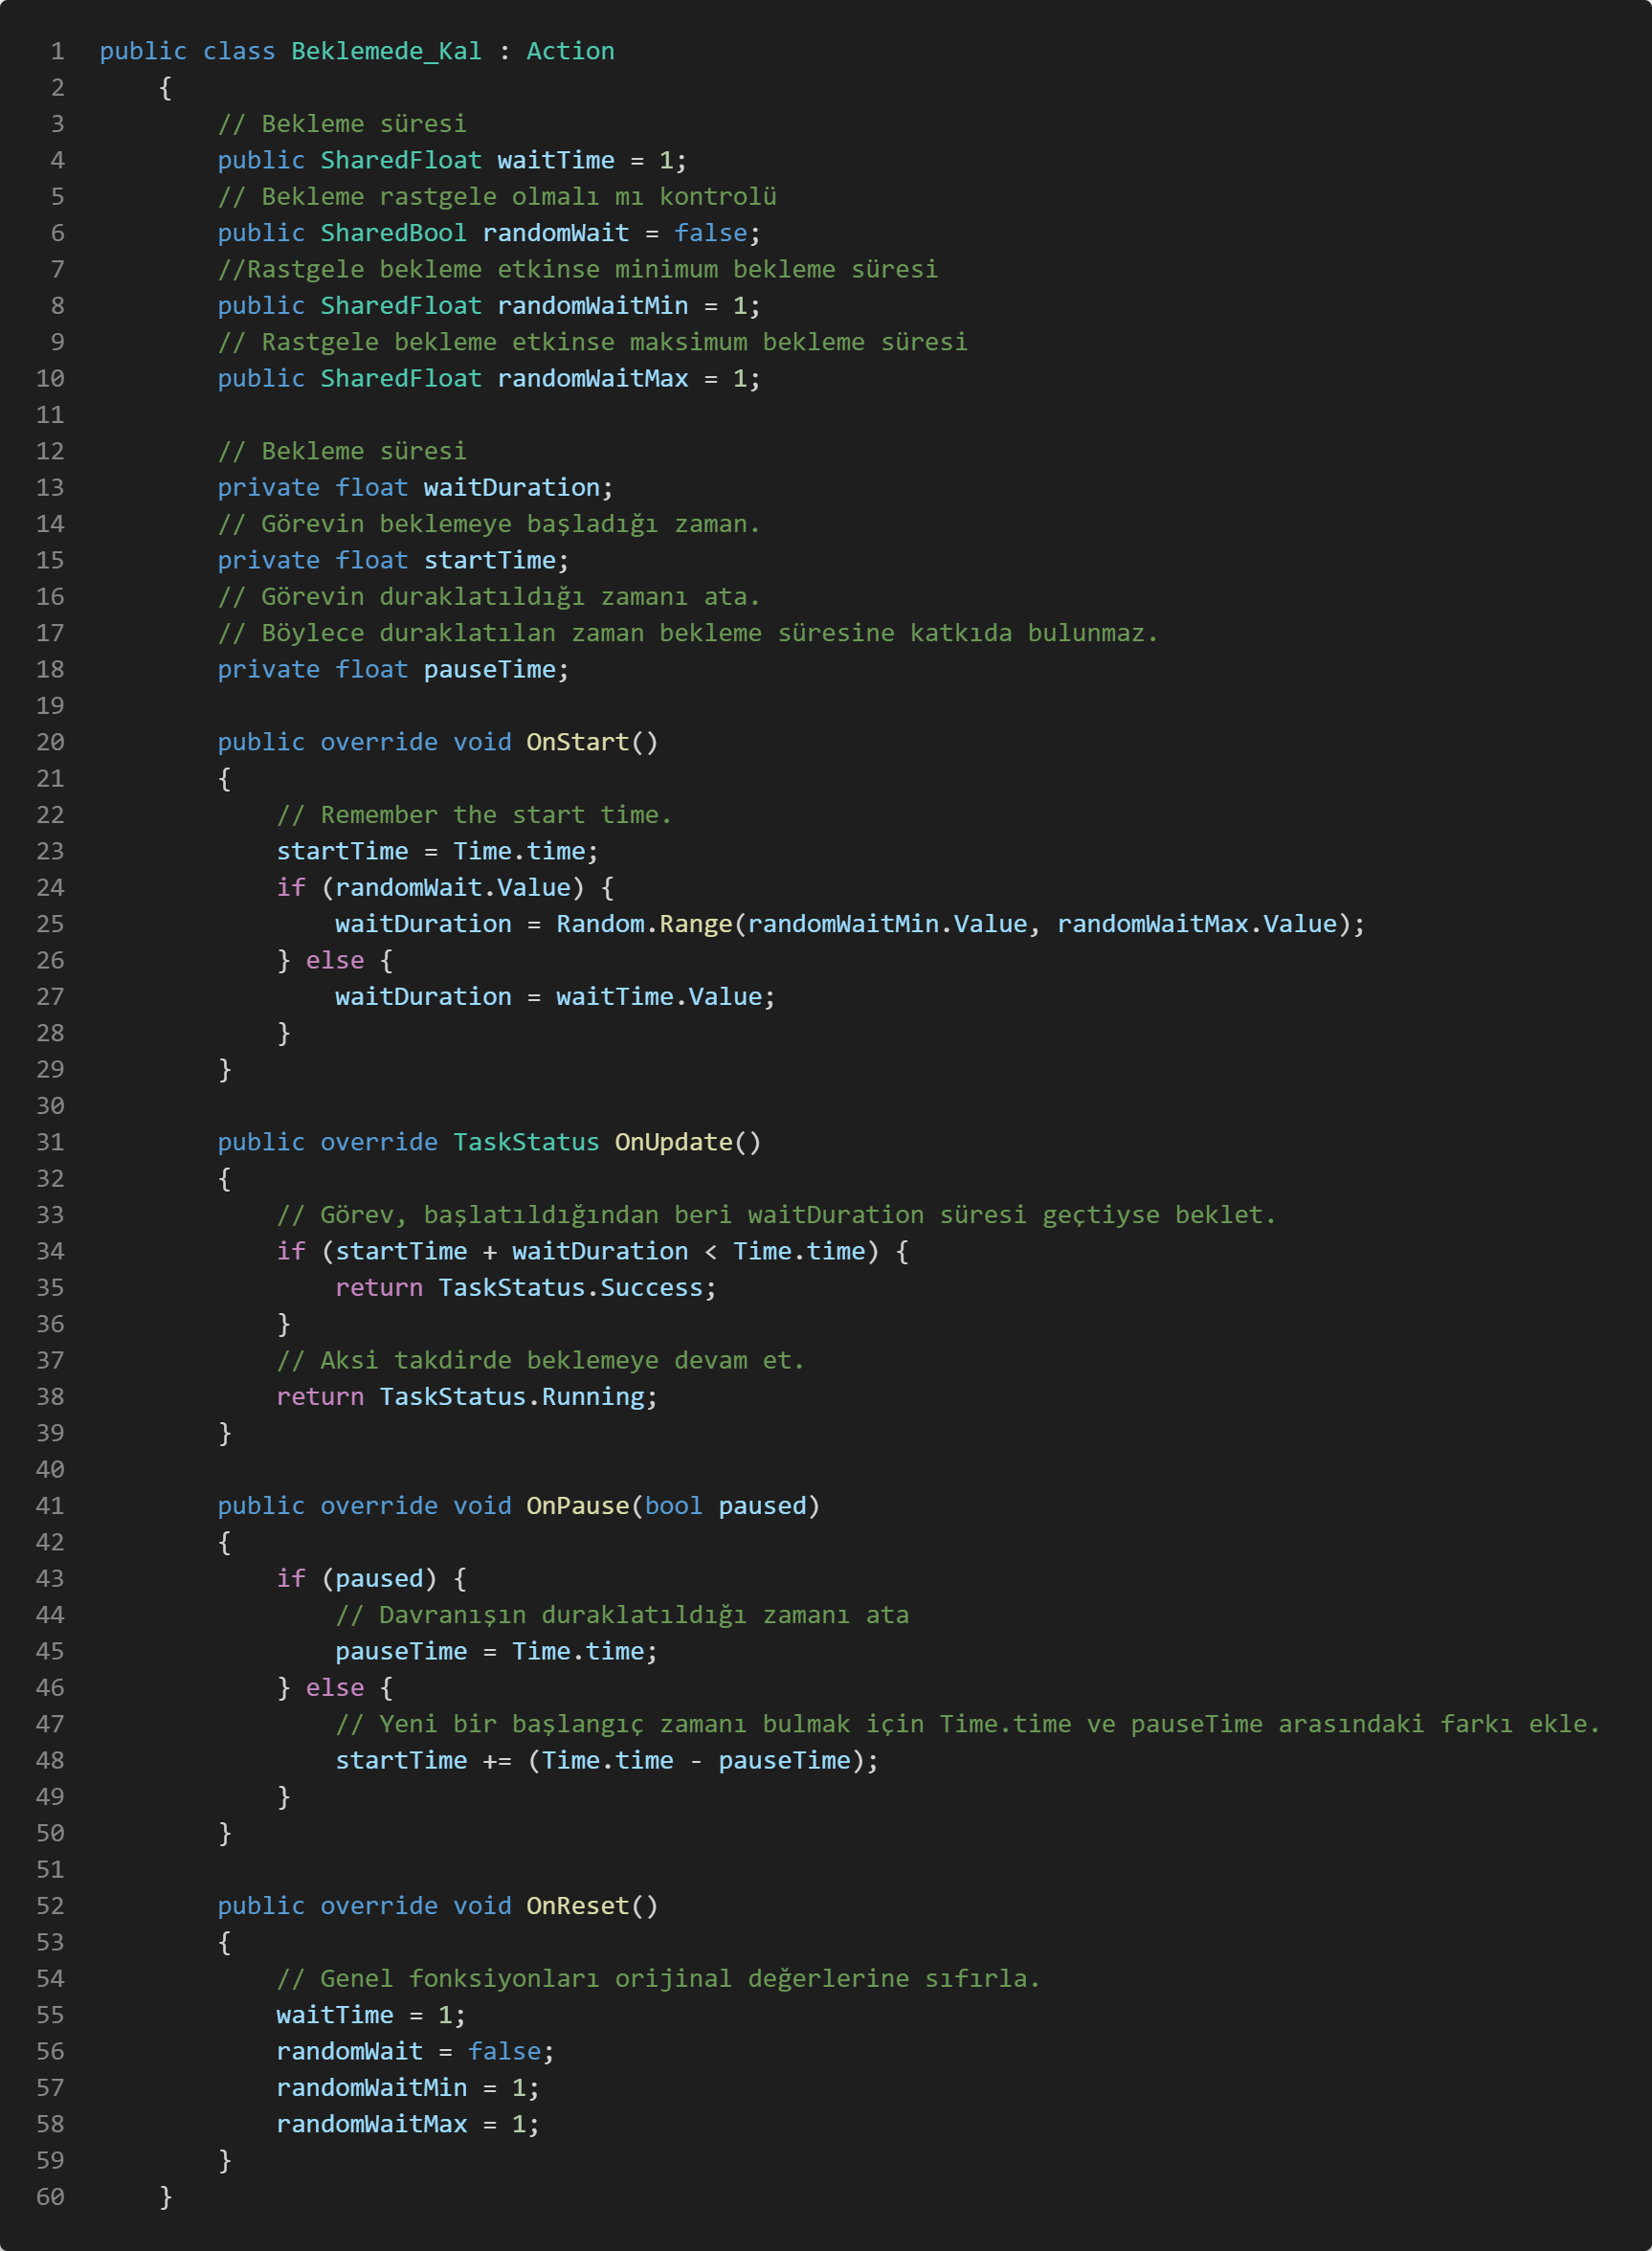 1 public class Beklemede_Kal : Action
2     {
3         // Bekleme süresi
4         public SharedFloat waitTime = 1;
5         // Bekleme rastgele olmalı mı kontrolü
6         public SharedBool randomWait = false;
7         //Rastgele bekleme etkinse minimum bekleme süresi
8         public SharedFloat randomWaitMin = 1;
9         // Rastgele bekleme etkinse maksimum bekleme süresi
10         public SharedFloat randomWaitMax = 1;
11
12         // Bekleme süresi
13         private float waitDuration;
14         // Görevin beklemeye başladığı zaman.
15         private float startTime;
16         // Görevin duraklatıldığı zamanı ata.
17         // Böylece duraklatılan zaman bekleme süresine katkıda bulunmaz.
18         private float pauseTime;
19
20         public override void OnStart()
21         {
22             // Remember the start time.
23             startTime = Time.time;
24             if (randomWait.Value) {
25                 waitDuration = Random.Range(randomWaitMin.Value, randomWaitMax.Value);
26             } else {
27                 waitDuration = waitTime.Value;
28             }
29         }
30
31         public override TaskStatus OnUpdate()
32         {
33             // Görev, başlatıldığından beri waitDuration süresi geçtiyse beklet.
34             if (startTime + waitDuration < Time.time) {
35                 return TaskStatus.Success;
36             }
37             // Aksi takdirde beklemeye devam et.
38             return TaskStatus.Running;
39         }
40
41         public override void OnPause(bool paused)
42         {
43             if (paused) {
44                 // Davranışın duraklatıldığı zamanı ata
45                 pauseTime = Time.time;
46             } else {
47                 // Yeni bir başlangıç zamanı bulmak için Time.time ve pauseTime arasındaki farkı ekle.
48                 startTime += (Time.time - pauseTime);
49             }
50         }
51
52         public override void OnReset()
53         {
54             // Genel fonksiyonları orijinal değerlerine sıfırla.
55             waitTime = 1;
56             randomWait = false;
57             randomWaitMin = 1;
58             randomWaitMax = 1;
59         }
60     }